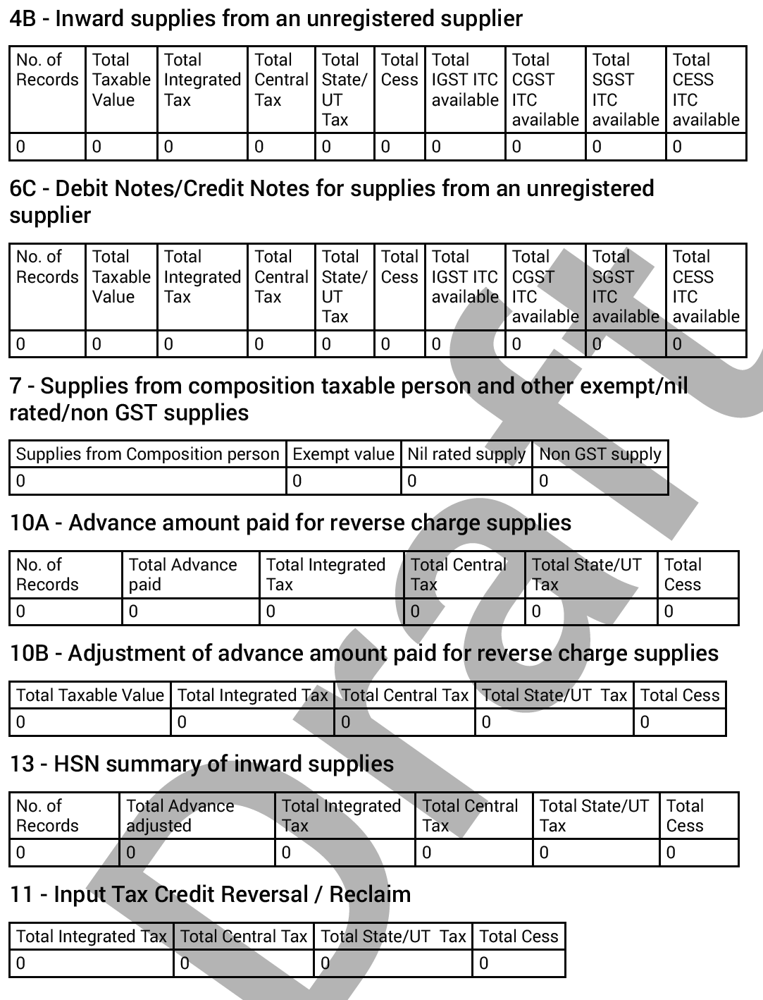 4B - Inward supplies from an unregistered supplier
No. of Records Total Taxable Value Total Integrated Tax Total Central Tax Total State/ UT Tax Total Cess Total IGST ITC available Total CGST ITC available Total SGST ITC available Total CESS ITC available
0 0 0 0 0 0 0 0 0 0
6C - Debit Notes/Credit Notes for supplies from an unregistered
supplier
No. of Records Total Taxable Value Total Integrated Tax Total Central Tax Total State/ UT Tax Total Cess Total IGST ITC available Total CGST ITC available Total SGST ITC available Total CESS ITC available
0 0 0 0 0 0 0 0 0 0
7 - Supplies from composition taxable person and other exempt/nil
rated/non GST supplies
Supplies from Composition person Exempt value Nil rated supply Non GST supply
0 0 0 0
10A - Advance amount paid for reverse charge supplies
No. of Records Total Advance paid Total Integrated Tax Total Central Tax Total State/UT Tax Total Cess
0 0 0 0 0 0
10B - Adjustment of advance amount paid for reverse charge supplies
Total Taxable Value Total Integrated Tax Total Central Tax Total State/UT Tax Total Cess
0 0 0 0 0
13 - HSN summary of inward supplies
No. of Records Total Advance adjusted Total Integrated Tax Total Central Tax Total State/UT Tax Total Cess
0 0 0 0 0 0
11 - Input Tax Credit Reversal / Reclaim
Total Integrated Tax Total Central Tax Total State/UT Tax Total Cess
0 0 0 0
Draft